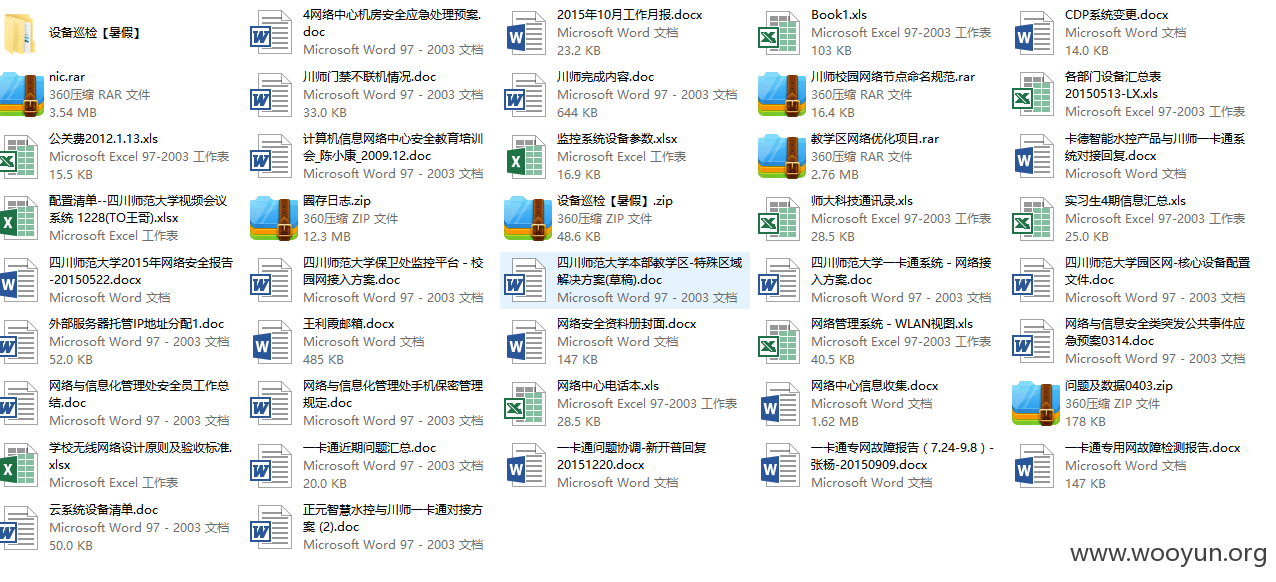 设备巡检【暑假】
4网络中心机房安全应急处理预案.
doc
Microsoft Word 97 - 2003 文档
2015年10月工作月报.docx
Microsoft Word 文档
23.2 KB
Book1.xls
Microsoft Excel 97-2003 工作表
103 KB
CDP系统变更.docx
Microsoft Word 文档
14.0 KB
nic.rar
360压缩 RAR 文件
3.54 MB
川师门禁不联机情况.doc
Microsoft Word 97 - 2003 文档
33.0 KB
川师完成内容.doc
Microsoft Word 97 - 2003 文档
644 KB
川师校园网络节点命名规范.rar
360压缩 RAR 文件
16.4 KB
各部门设备汇总表
20150513-LX.xls
Microsoft Excel 97-2003 工作表
公关费2012.1.13.xls
Microsoft Excel 97-2003 工作表
15.5 KB
计算机信息网络中心安全教育培训
会_陈小康_2009.12.doc
Microsoft Word 97 - 2003 文档
监控系统设备参数.xlsx
Microsoft Excel 工作表
16.9 KB
教学区网络优化项目.rar
360压缩 RAR 文件
2.76 MB
卡德智能水控产品与川师一卡通系
统对接回复.docx
Microsoft Word 文档
配置清单--四川师范大学视频会议
系统 1228(TO王哥).xlsx
Microsoft Excel 工作表
圆存日志.zip
360压缩 ZIP 文件
12.3 MB
设备巡检【暑假】.zip
360压缩 ZIP 文件
48.6 KB
师大科技通讯录.xls
Microsoft Excel 97-2003 工作表
28.5 KB
实习生4期信息汇总.xls
Microsoft Excel 97-2003 工作表
25.0 KB
四川师范大学2015年网络安全报告
-20150522.docx
Microsoft Word 文档
四川师范大学保卫处监控平台 - 校
园网接入方案.doc
Microsoft Word 97 - 2003 文档
四川师范大学本部教学区-特殊区域
解决方案(草稿).doc
Microsoft Word 97 - 2003 文档
四川师范大学一卡通系统 - 网络接
入方案.doc
Microsoft Word 97 - 2003 文档
四川师范大学园区网-核心设备配置
文件.doc
Microsoft Word 97 - 2003 文档
外部服务器托管IP地址分配1.doc
Microsoft Word 97 - 2003 文档
52.0 KB
王利霞邮箱.docx
Microsoft Word 文档
485 KB
网络安全资料册封面.docx
Microsoft Word 文档
147 KB
网络管理系统 - WLAN视图.xls
Microsoft Excel 97-2003 工作表
40.5 KB
网络与信息安全类突发公共事件应
急预案0314.doc
Microsoft Word 97 - 2003 文档
网络与信息化管理处安全员工作总
结.doc
Microsoft Word 97 - 2003 文档
网络与信息化管理处手机保密管理
规定.doc
Microsoft Word 97 - 2003 文档
网络中心电话本.xls
Microsoft Excel 97-2003 工作表
28.5 KB
网络中心信息收集.docx
Microsoft Word 文档
1.62 MB
问题及数据0403.zip
360压缩 ZIP 文件
178 KB
学校无线网络设计原则及验收标准.
xlsx
Microsoft Excel 工作表
一卡通近期问题汇总.doc
Microsoft Word 97 - 2003 文档
20.0 KB
一卡通问题协调-新开普回复
20151220.docx
Microsoft Word 文档
一卡通专网故障报告（7.24-9.8）-
张杨-20150909.docx
Microsoft Word 文档
一卡通专用网故障检测报告.docx
Microsoft Word 文档
147 KB
云系统设备清单.doc
Microsoft Word 97 - 2003 文档
50.0 KB
正元智慧水控与川师一卡通对接方
案 (2).doc
Microsoft Word 97 - 2003 文档
www.wooyun.org